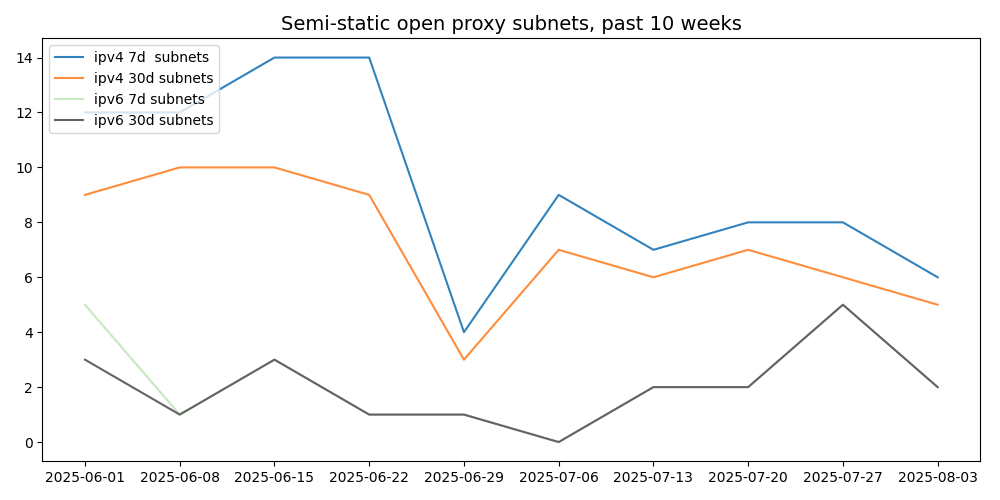 Semi-static open proxy subnets, past 10 weeks
ipv4 7d  subnets
ipv4 30d subnets
ipv6 7d subnets
ipv6 30d subnets
14
12
10
8
6
4
2
0
2025-06-01 2025-06-08 2025-06-15 2025-06-22 2025-06-29 2025-07-06 2025-07-13 2025-07-20 2025-07-27 2025-08-03